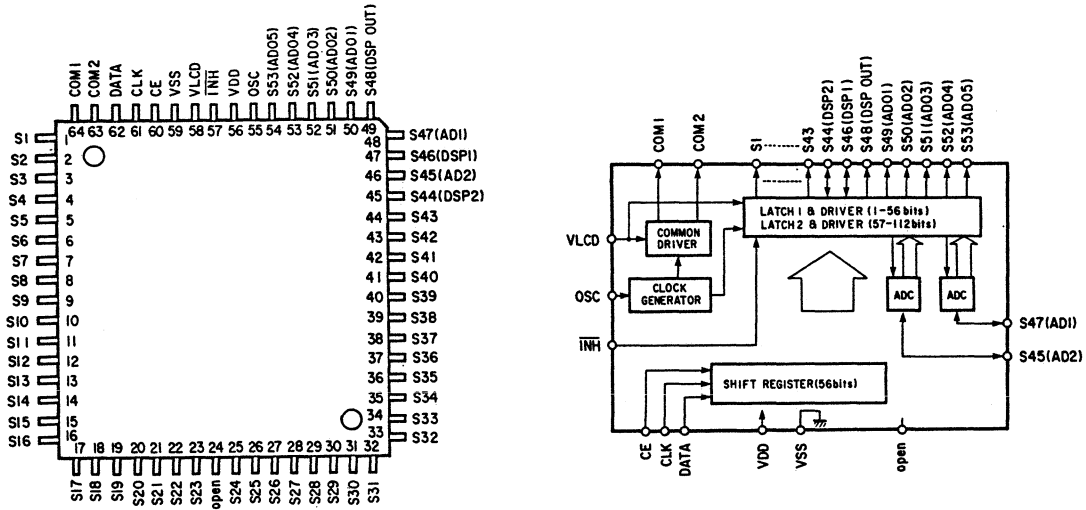 COM1 COM2 DATA CLK CE VSS VLCD INH VDD OSC S53(AD05) S52(AD04) S51(AD03) S50(AD02) S49(AD01) S48(DSP OUT)
64 63 62 61 60 59 58 57 56 55 54 53 52 51 50 49
S1 1 48 S47(AD1)
S2 2 47 S46(DSP1)
S3 3 46 S45(AD2)
S4 4 45 S44(DSP2)
S5 5 44 S43
S6 6 43 S42
S7 7 42 S41
S8 8 41 S40
S9 9 40 S39
S10 10 39 S38
S11 11 38 S37
S12 12 37 S36
S13 13 36 S35
S14 14 35 S34
S15 15 34 S33
S16 16 33 S32
17 18 19 20 21 22 23 24 25 26 27 28 29 30 31 32
S17 S18 S19 S20 S21 S22 S23 open S24 S25 S26 S27 S28 S29 S30 S31
COM1 COM2 S1 S43 S44(DSP2) S46(DSP1) S48(DSP OUT) S49(AD01) S50(AD02) S51(AD03) S52(AD04) S53(AD05)
LATCH 1 & DRIVER (1-56bits)
LATCH 2 & DRIVER (57-112bits)
VLCD
COMMON
DRIVER
OSC
CLOCK
GENERATOR
ADC
ADC
S47(AD1)
INH
S45(AD2)
SHIFT REGISTER(56bits)
CE CLK DATA VDD VSS open